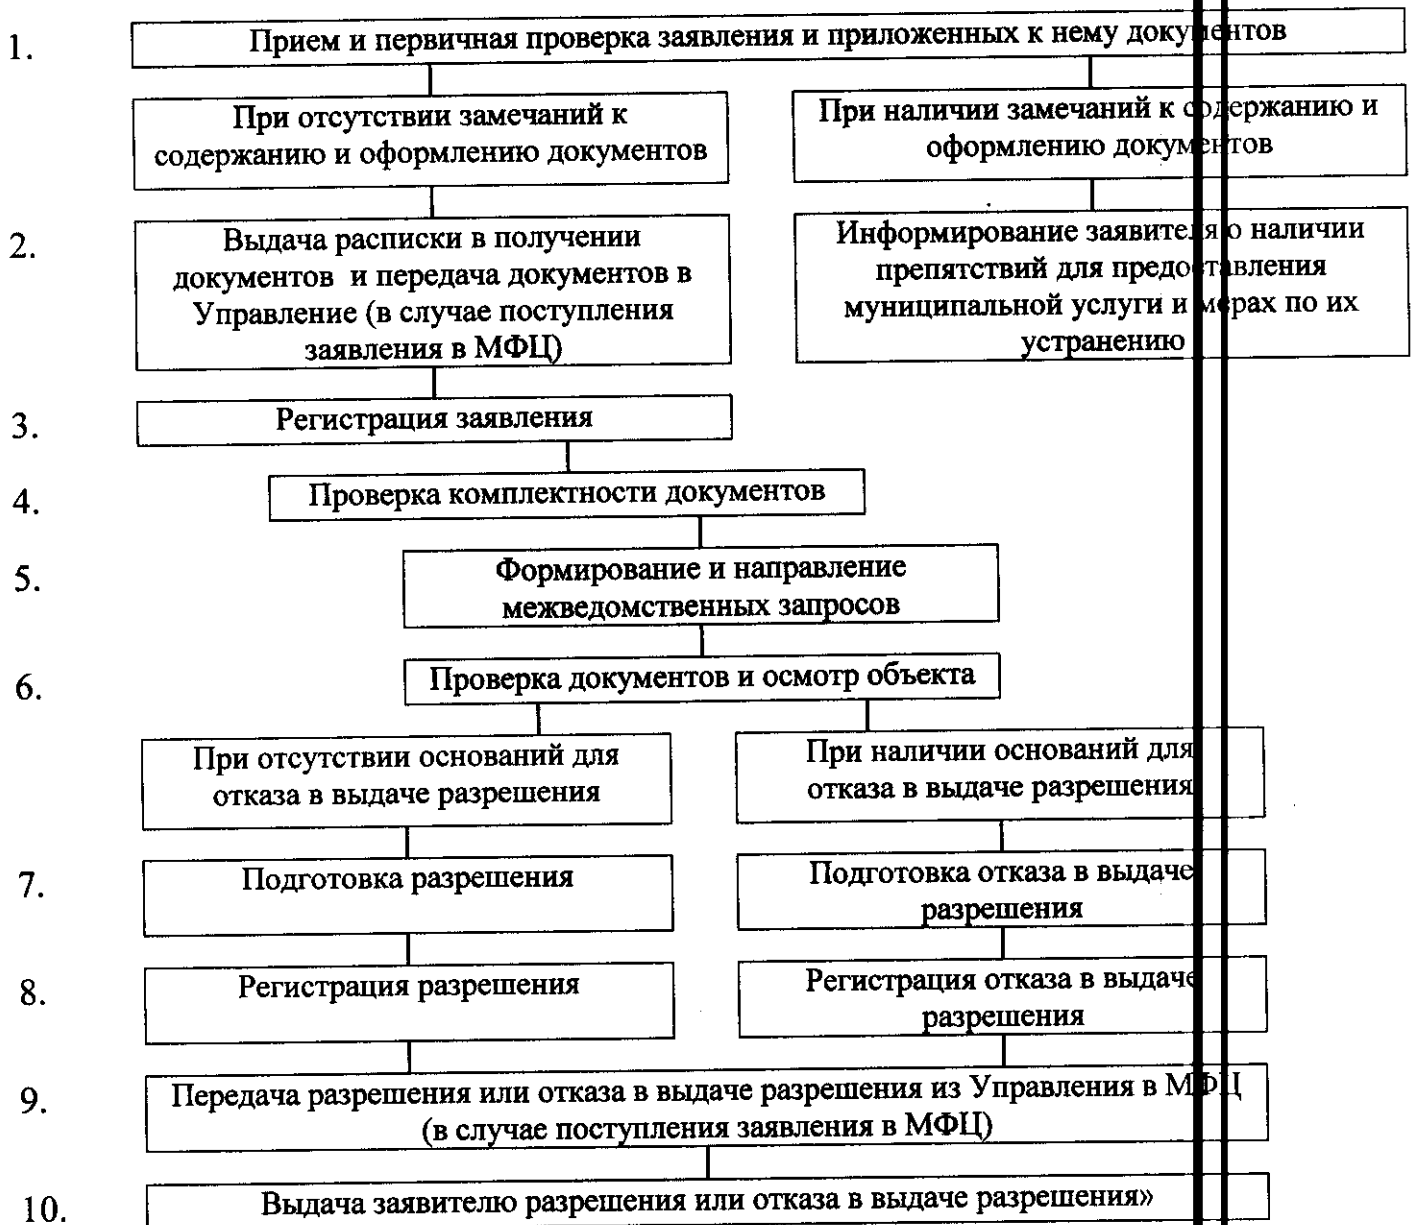 1.
Прием и первичная проверка заявления и приложенных к нему документов
При отсутствии замечаний к
содержанию и оформлению документов
При наличии замечаний к содержанию и
оформлению документов
2.
Выдача расписки в получении
документов и передача документов в
Управление (в случае поступления
заявления в МФЦ)
Информирование заявителя о наличии
препятствий для предоставления
муниципальной услуги и мерах по их
устранению
3.
Регистрация заявления
4.
Проверка комплектности документов
5.
Формирование и направление
межведомственных запросов
6.
Проверка документов и осмотр объекта
При отсутствии оснований для
отказа в выдаче разрешения
При наличии оснований для
отказа в выдаче разрешения
7.
Подготовка разрешения
Подготовка отказа в выдаче
разрешения
8.
Регистрация разрешения
Регистрация отказа в выдаче
разрешения
9.
Передача разрешения или отказа в выдаче разрешения из Управления в МФЦ
(в случае поступления заявления в МФЦ)
10.
Выдача заявителю разрешения или отказа в выдаче разрешения»